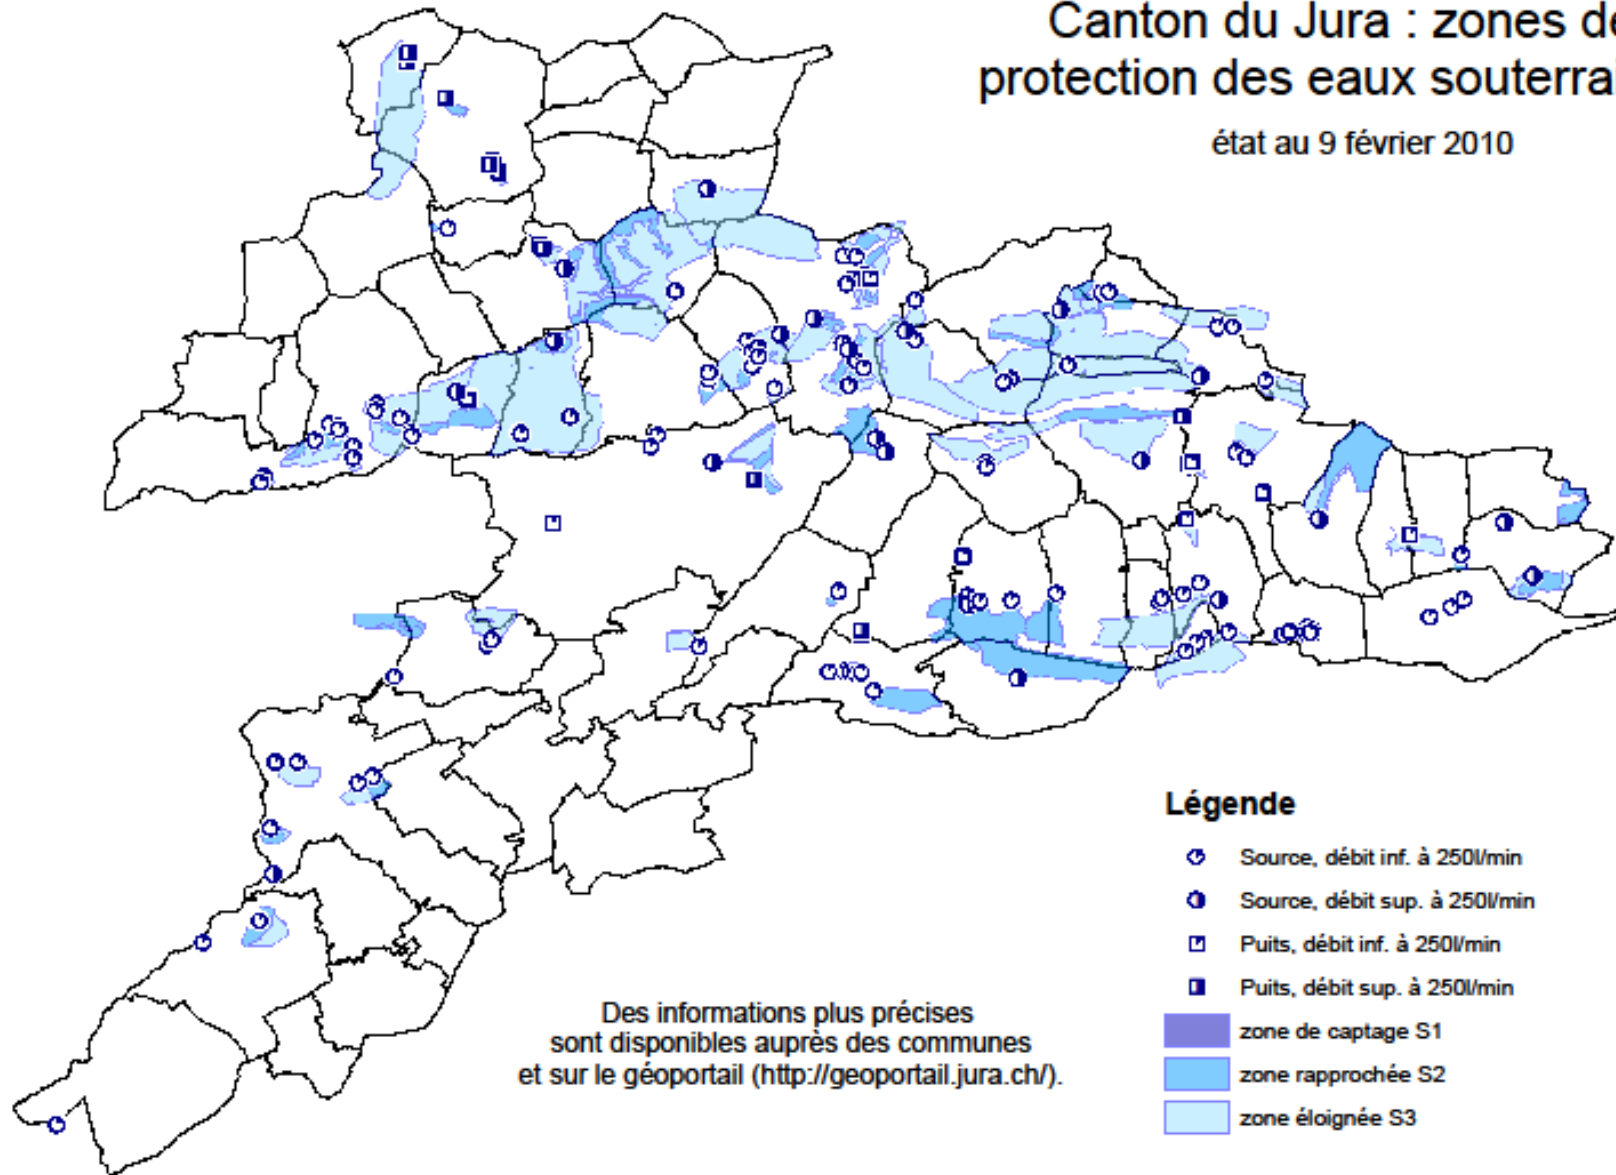 Canton du Jura : zones de
protection des eaux souterrai
état au 9 février 2010
Légende
Source, débit inf. à 250l/min
Source, débit sup. à 250l/min
Puits, débit inf. à 250l/min
Puits, débit sup. à 250l/min
zone de captage S1
zone rapprochée S2
zone éloignée S3
Des informations plus précises
sont disponibles auprès des communes
et sur le géoportail (http://geoportail.jura.ch/).